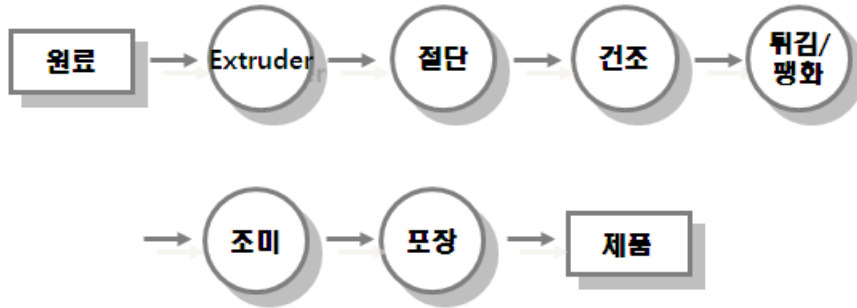 원료
Extruder
절단
건조
튀김/
팽화
조미
포장
제품